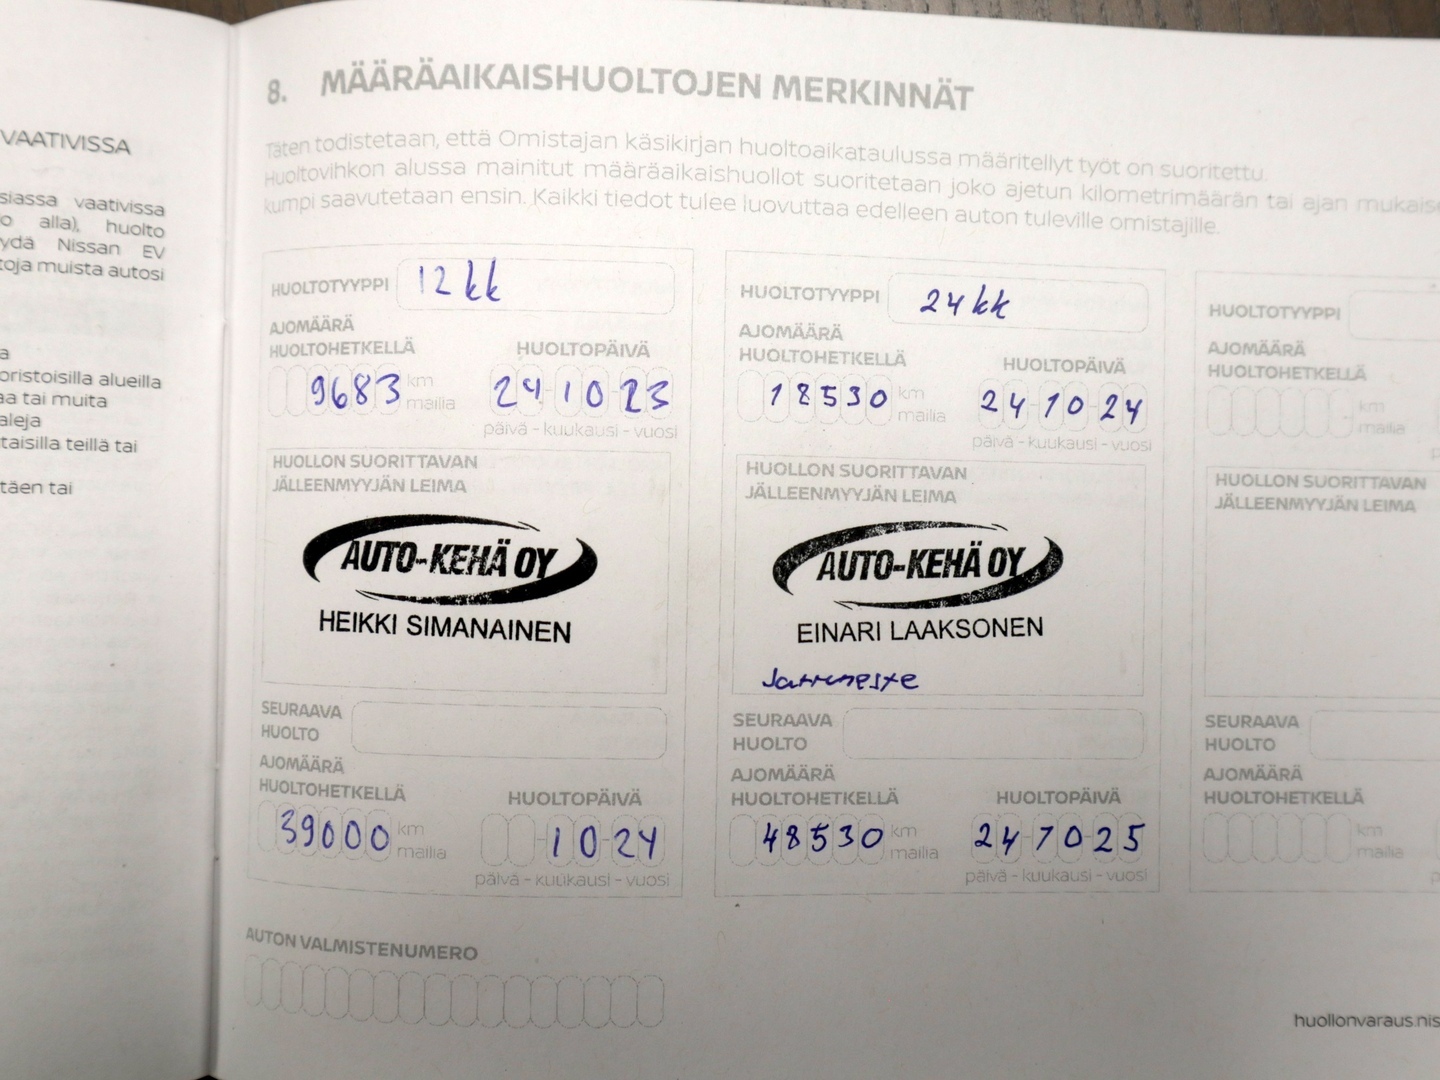 VAATIVISSA
siassa vaativissa
o alla), huolto
ydä Nissan EV
toja muista autosi
a
oristoisilla alueilla
aa tai muita
aleja
taisilla teillä tai
täen tai
8. MÄÄRÄAIKAISHUOLTOJEN MERKINNÄT
Täten todistetaan, että Omistajan käsikirjan huoltoaikataulussa määritellyt työt on suoritettu.
Huoltovihkon alussa mainitut määräaikaishuollot suoritetaan joko ajetun kilometrimäärän tai ajan mukaise
kumpi saavutetaan ensin. Kaikki tiedot tulee luovuttaa edelleen auton tuleville omistajille.
HUOLTOTYYPPI 12 kk
AJOMÄÄRÄ
HUOLTOHETKELLÄ HUOLTOPÄIVÄ
9683 km mailia 24-10-23
päivä - kuukausi - vuosi
HUOLLON SUORITTAVAN
JÄLLEENMYYJÄN LEIMA
AUTO-KEHÄ OY
HEIKKI SIMANAINEN
SEURAAVA
HUOLTO
AJOMÄÄRÄ
HUOLTOHETKELLÄ HUOLTOPÄIVÄ
39000 km mailia 10-24
päivä - kuukausi - vuosi
HUOLTOTYYPPI 24 kk
AJOMÄÄRÄ
HUOLTOHETKELLÄ HUOLTOPÄIVÄ
18530 km mailia 24-10-24
päivä - kuukausi - vuosi
HUOLLON SUORITTAVAN
JÄLLEENMYYJÄN LEIMA
AUTO-KEHÄ OY
EINARI LAAKSONEN
Jarruneste
SEURAAVA
HUOLTO
AJOMÄÄRÄ
HUOLTOHETKELLÄ HUOLTOPÄIVÄ
48530 km mailia 24-10-25
päivä - kuukausi - vuosi
HUOLTOTYYPPI
AJOMÄÄRÄ
HUOLTOHETKELLÄ
km mailia
p
HUOLLON SUORITTAVAN
JÄLLEENMYYJÄN LEIMA
SEURAAVA
HUOLTO
AJOMÄÄRÄ
HUOLTOHETKELLÄ
km mailia
p
AUTON VALMISTENUMERO
huollonvaraus.nis